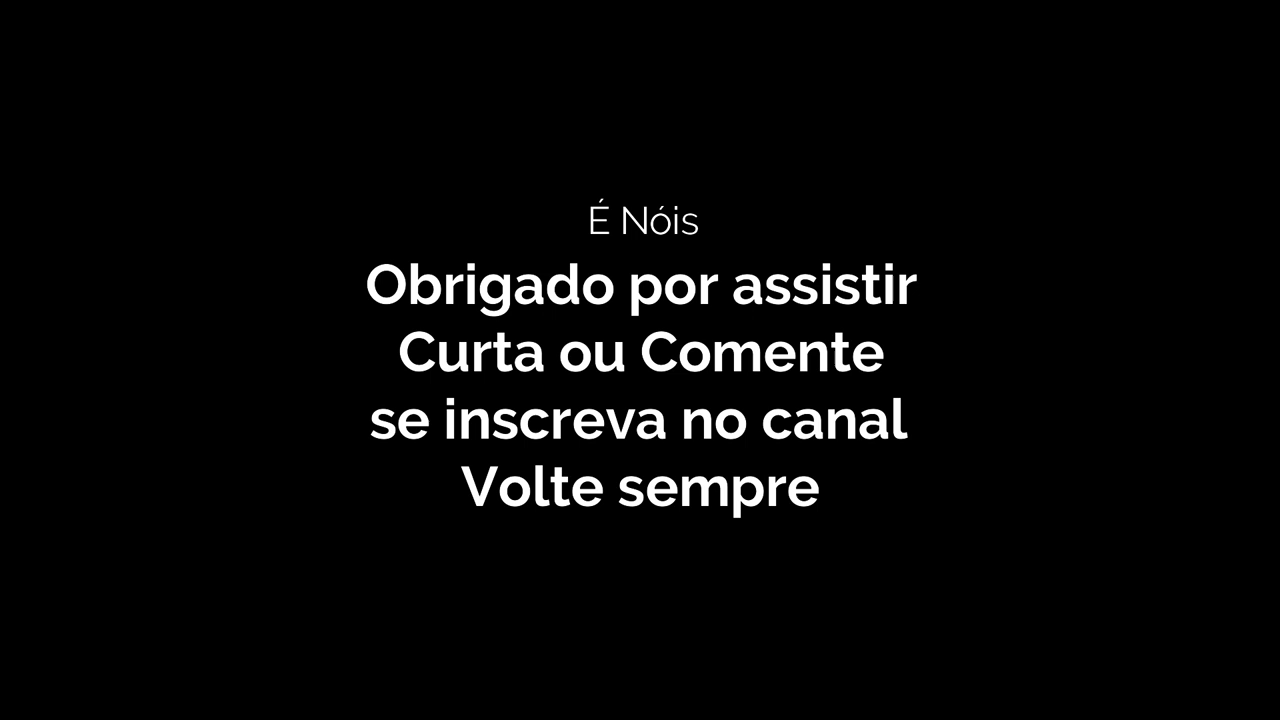 É Nóis
Obrigado por assistir
Curta ou Comente
se inscreva no canal
Volte sempre